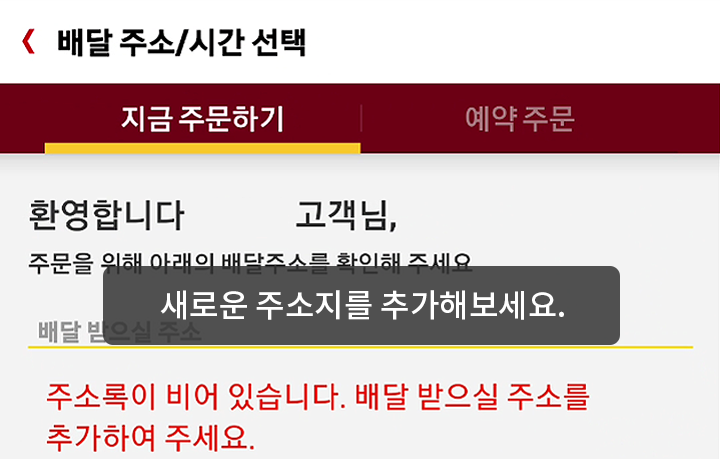 배달 주소/시간 선택
지금 주문하기
예약 주문
환영합니다 고객님,
주문을 위해 아래의 배달주소를 확인해 주세요
새로운 주소지를 추가해보세요.
배달 받으실 주소
주소록이 비어 있습니다. 배달 받으실 주소를
추가하여 주세요.